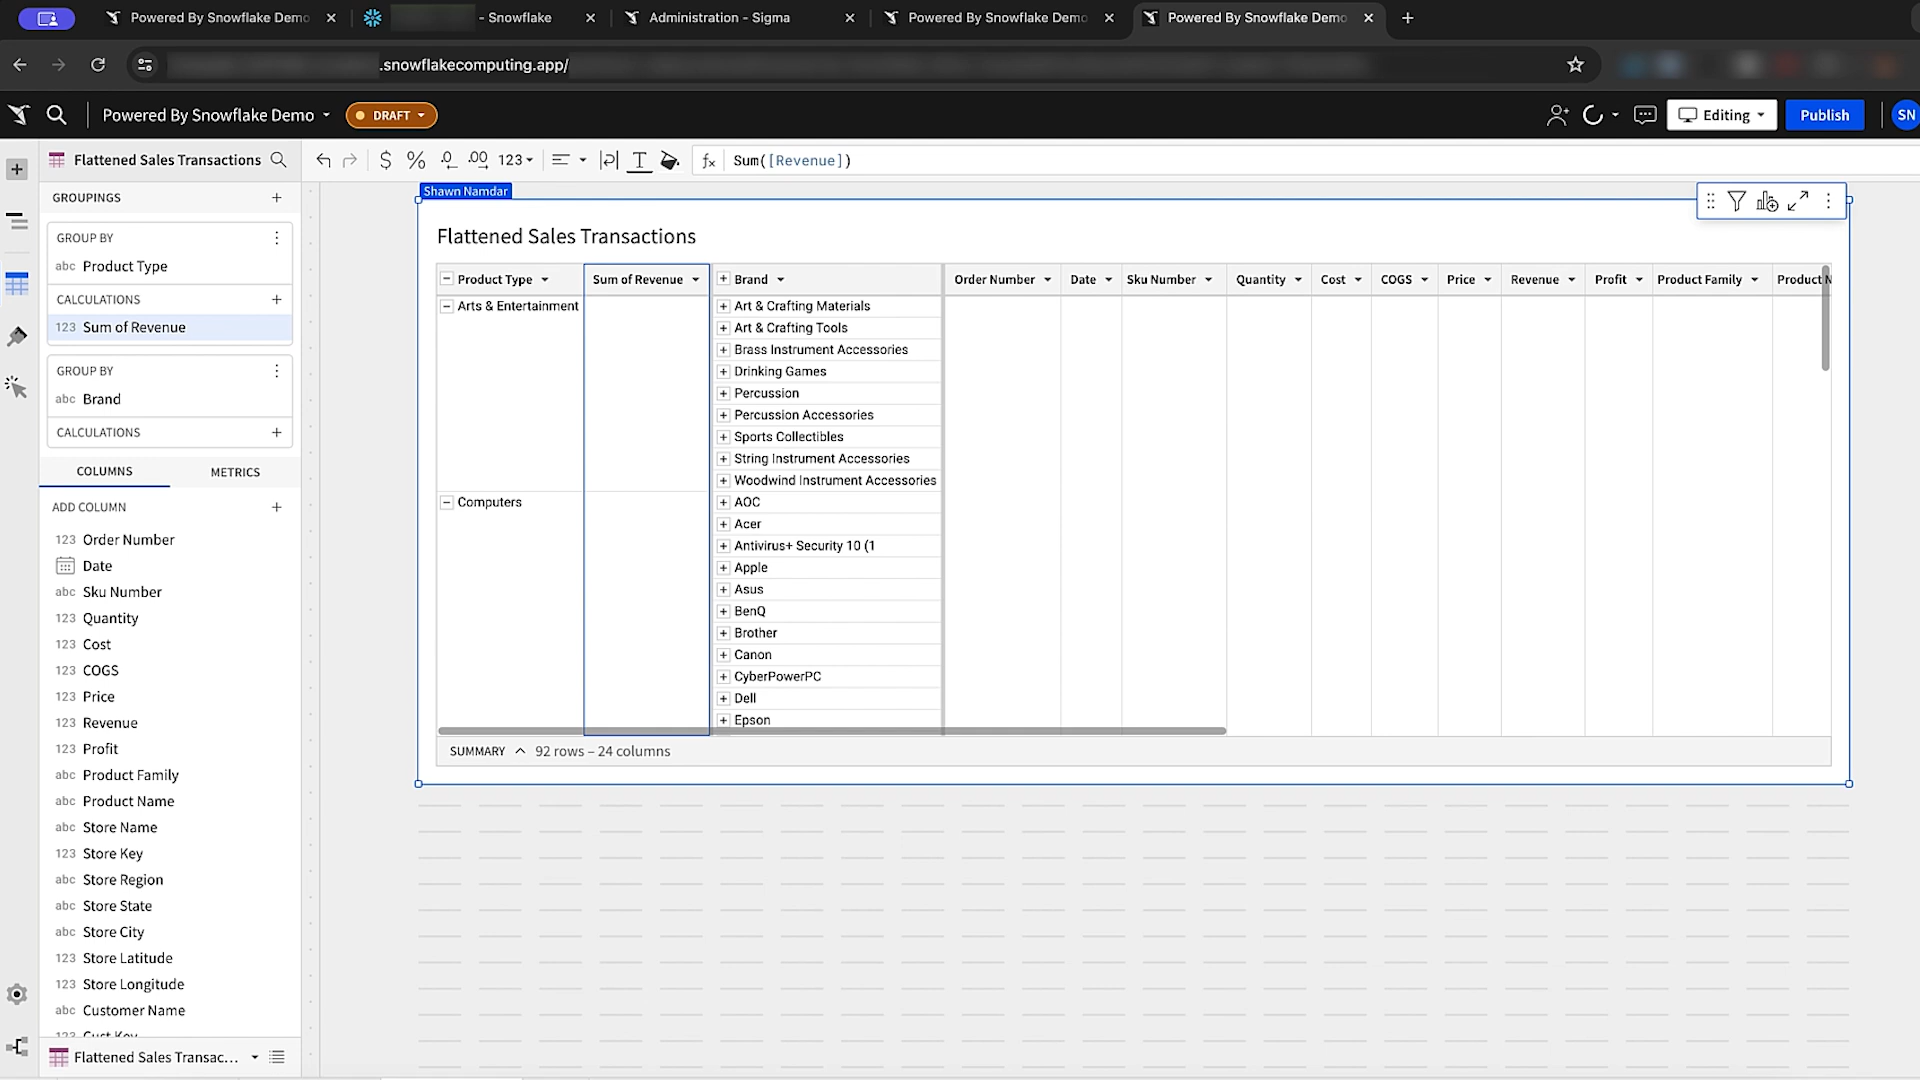 Powered By Snowflake Demo
- Snowflake
Administration - Sigma
Powered By Snowflake Demo
Powered By Snowflake Demo
.snowflakecomputing.app/
Powered By Snowflake Demo
DRAFT
Editing
Publish
SN
Flattened Sales Transactions
$ % .0 .00 123
fx Sum([Revenue])
GROUPINGS
GROUP BY
abc Product Type
CALCULATIONS
123 Sum of Revenue
GROUP BY
abc Brand
CALCULATIONS
COLUMNS
METRICS
ADD COLUMN
123 Order Number
Date
abc Sku Number
123 Quantity
123 Cost
123 COGS
123 Price
123 Revenue
123 Profit
abc Product Family
abc Product Name
abc Store Name
123 Store Key
abc Store Region
abc Store State
abc Store City
123 Store Latitude
123 Store Longitude
abc Customer Name
123 Cust Key
Flattened Sales Transac...
Shawn Namdar
Flattened Sales Transactions
Product Type
Sum of Revenue
Brand
Order Number
Date
Sku Number
Quantity
Cost
COGS
Price
Revenue
Profit
Product Family
Product N
Arts & Entertainment
Art & Crafting Materials
Art & Crafting Tools
Brass Instrument Accessories
Drinking Games
Percussion
Percussion Accessories
Sports Collectibles
String Instrument Accessories
Woodwind Instrument Accessories
Computers
AOC
Acer
Antivirus+ Security 10 (1
Apple
Asus
BenQ
Brother
Canon
CyberPowerPC
Dell
Epson
SUMMARY
92 rows – 24 columns